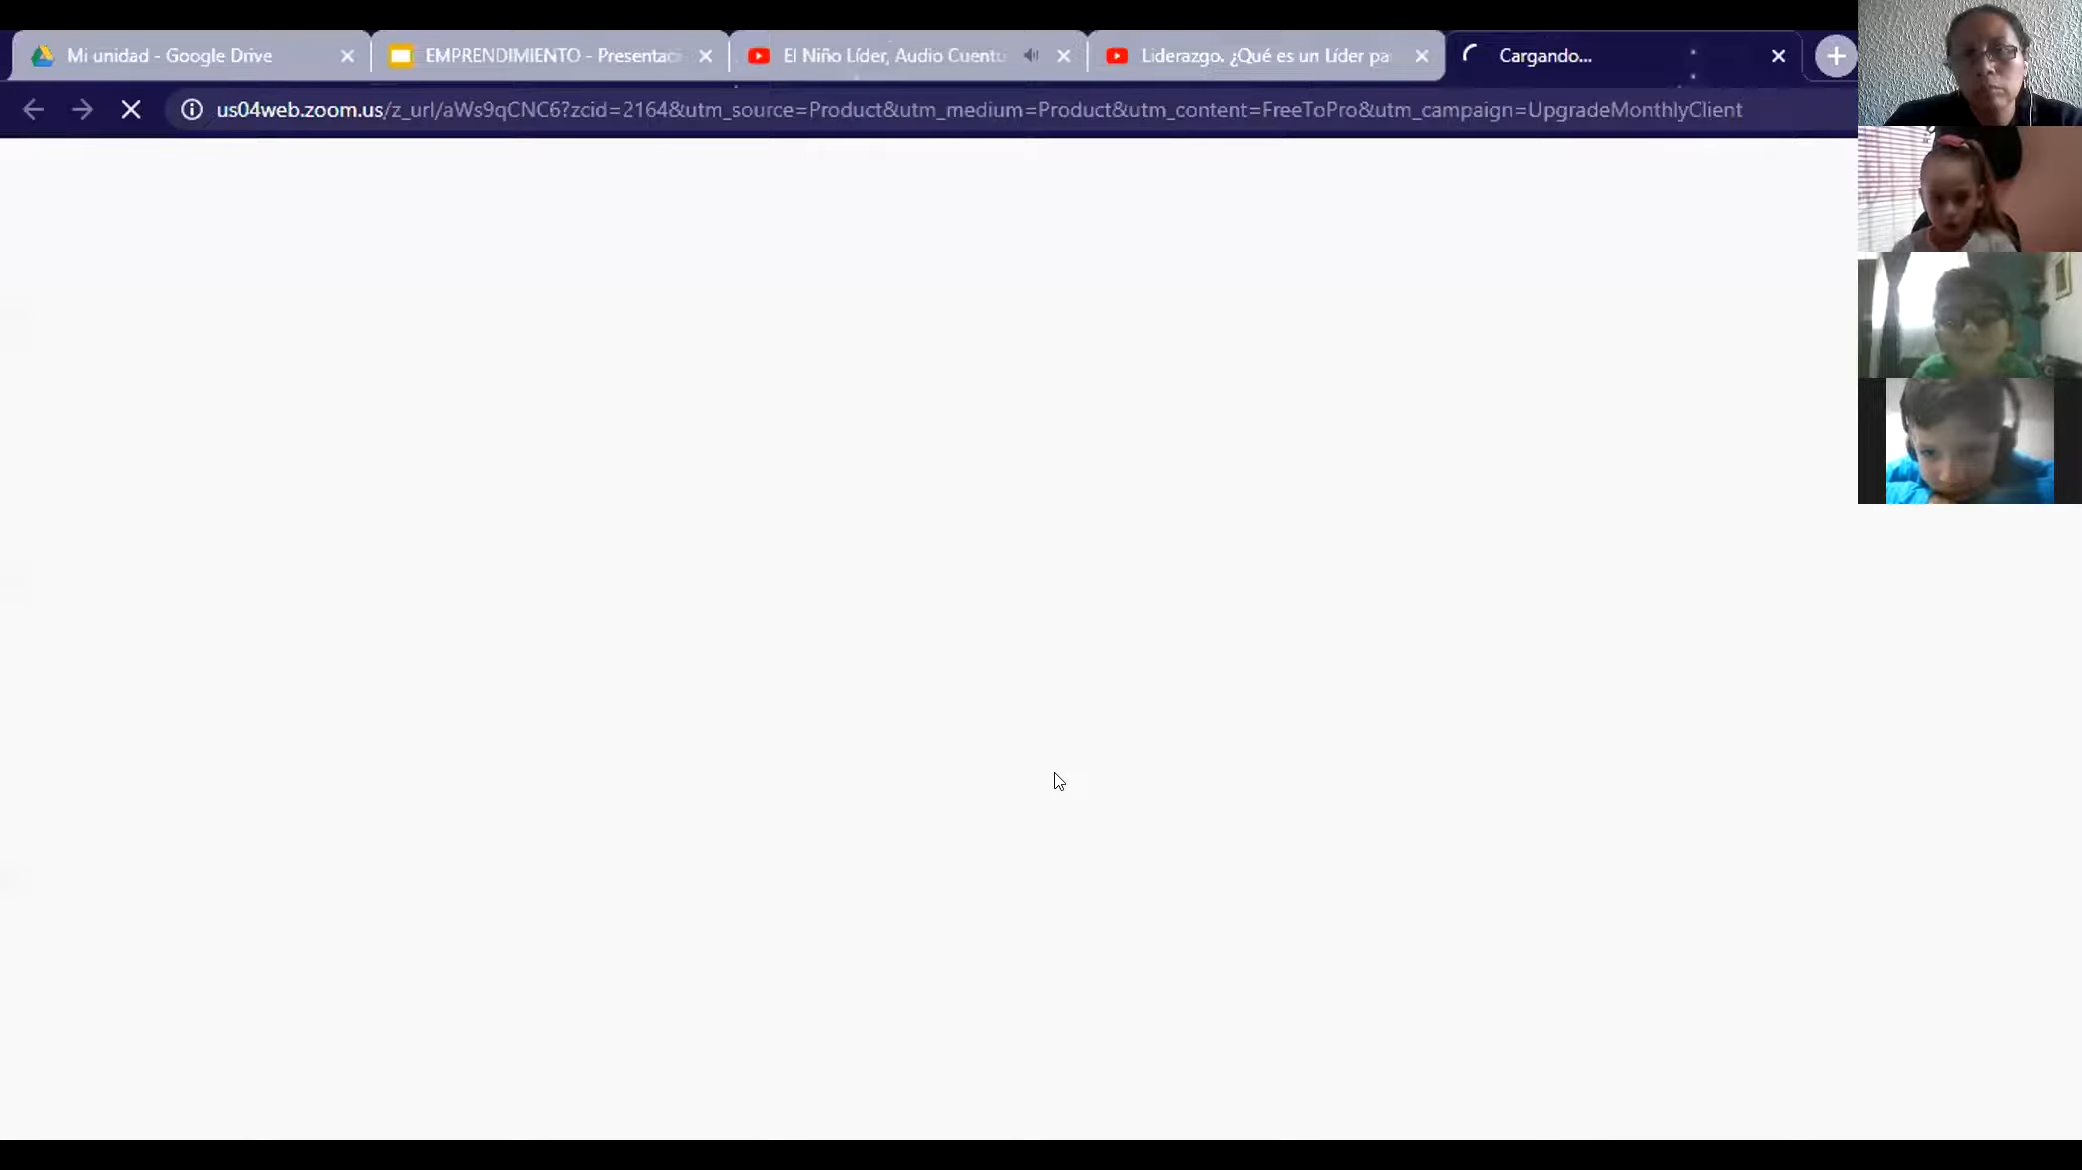 Mi unidad - Google Drive
EMPRENDIMIENTO - Presentaci
El Niño Líder, Audio Cuento
Liderazgo. ¿Qué es un Líder pa
Cargando...
us04web.zoom.us/z_url/aWs9qCNC6?zcid=2164&utm_source=Product&utm_medium=Product&utm_content=FreeToPro&utm_campaign=UpgradeMonthlyClient